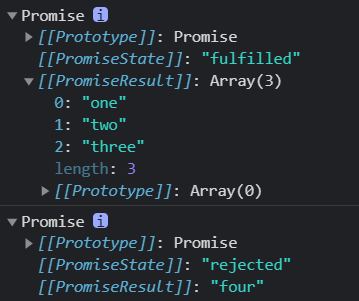 Promise i
[[Prototype]]: Promise
[[PromiseState]]: "fulfilled"
[[PromiseResult]]: Array(3)
0: "one"
1: "two"
2: "three"
length: 3
[[Prototype]]: Array(0)
Promise i
[[Prototype]]: Promise
[[PromiseState]]: "rejected"
[[PromiseResult]]: "four"